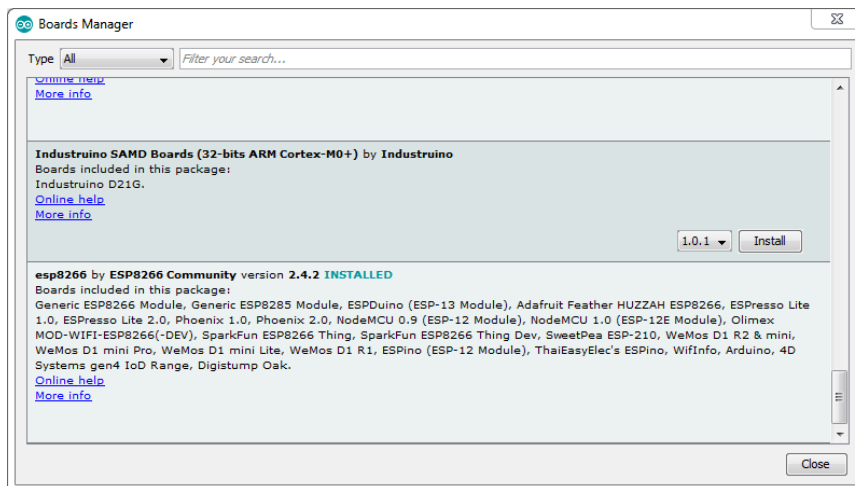 Boards Manager
Type All Filter your search...
Online help
More info
Industruino SAMD Boards (32-bits ARM Cortex-M0+) by Industruino
Boards included in this package:
Industruino D21G.
Online help
More info
1.0.1 Install
esp8266 by ESP8266 Community version 2.4.2 INSTALLED
Boards included in this package:
Generic ESP8266 Module, Generic ESP8285 Module, ESPDuino (ESP-13 Module), Adafruit Feather HUZZAH ESP8266, ESPresso Lite
1.0, ESPresso Lite 2.0, Phoenix 1.0, Phoenix 2.0, NodeMCU 0.9 (ESP-12 Module), NodeMCU 1.0 (ESP-12E Module), Olimex
MOD-WIFI-ESP8266(-DEV), SparkFun ESP8266 Thing, SparkFun ESP8266 Thing Dev, SweetPea ESP-210, WeMos D1 R2 & mini,
WeMos D1 mini Pro, WeMos D1 mini Lite, WeMos D1 R1, ESPino (ESP-12 Module), ThaiEasyElec's ESPino, WifInfo, Arduino, 4D
Systems gen4 IoD Range, Digistump Oak.
Online help
More info
Close